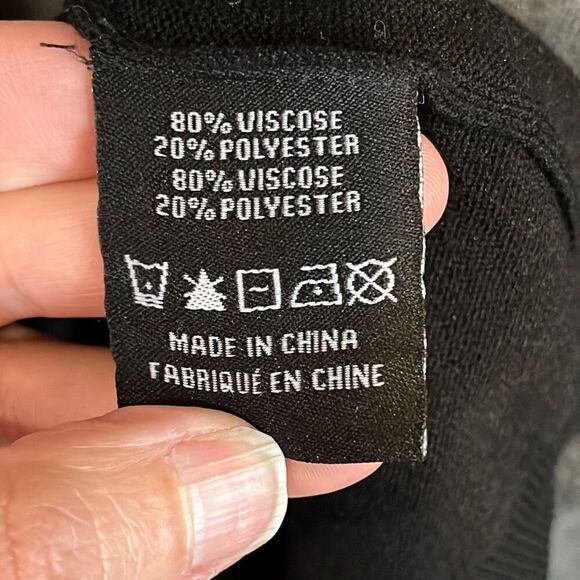 80% VISCOSE
20% POLYESTER
80% VISCOSE
20% POLYESTER
MADE IN CHINA
FABRIQUÉ EN CHINE